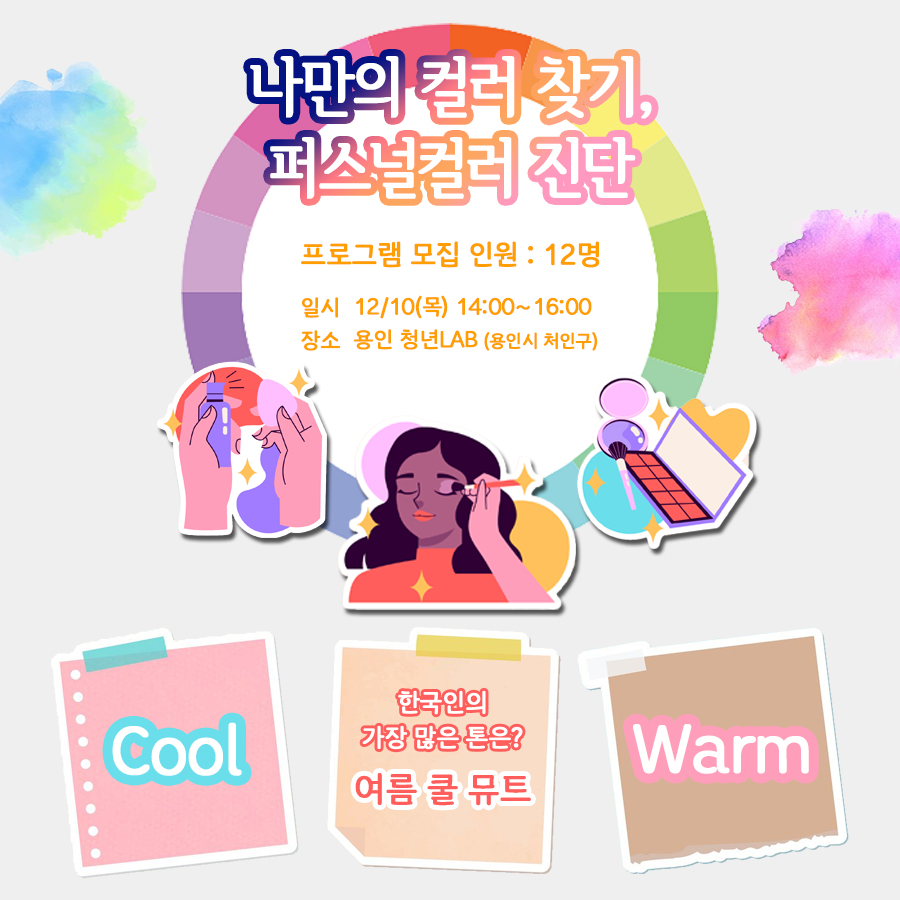 나만의 컬러 찾기,
퍼스널컬러 진단
프로그램 모집 인원 : 12명
일시 12/10(목) 14:00~16:00
장소 용인 청년LAB (용인시 처인구)
Cool
한국인의
가장 많은 톤은?
여름 쿨 뮤트
Warm